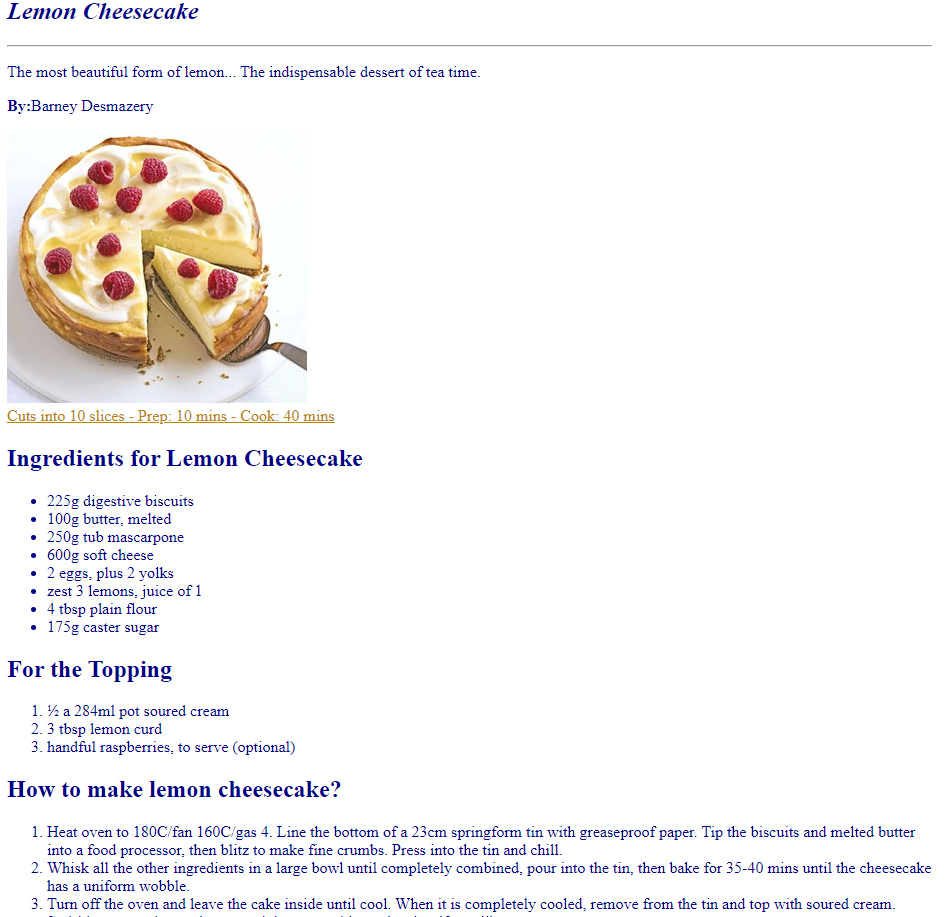 Lemon Cheesecake
The most beautiful form of lemon... The indispensable dessert of tea time.
By:Barney Desmazery
Cuts into 10 slices - Prep: 10 mins - Cook: 40 mins
Ingredients for Lemon Cheesecake
• 225g digestive biscuits
• 100g butter, melted
• 250g tub mascarpone
• 600g soft cheese
• 2 eggs, plus 2 yolks
• zest 3 lemons, juice of 1
• 4 tbsp plain flour
• 175g caster sugar
For the Topping
1. ½ a 284ml pot soured cream
2. 3 tbsp lemon curd
3. handful raspberries, to serve (optional)
How to make lemon cheesecake?
1. Heat oven to 180C/fan 160C/gas 4. Line the bottom of a 23cm springform tin with greaseproof paper. Tip the biscuits and melted butter
into a food processor, then blitz to make fine crumbs. Press into the tin and chill.
2. Whisk all the other ingredients in a large bowl until completely combined, pour into the tin, then bake for 35-40 mins until the cheesecake
has a uniform wobble.
3. Turn off the oven and leave the cake inside until cool. When it is completely cooled, remove from the tin and top with soured cream.